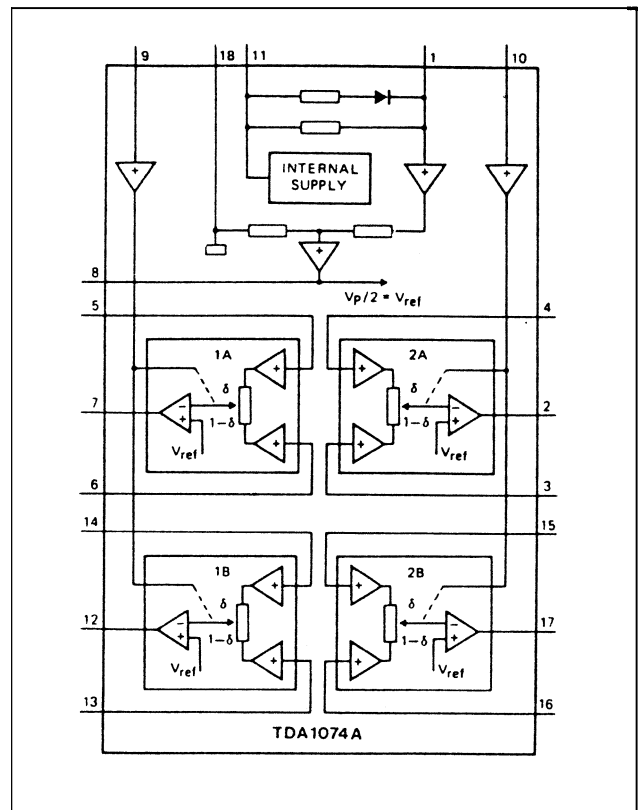 9 18 11 1 10
+ INTERNAL SUPPLY + +
+
8
Vp/2 = Vref
5 4
1A 2A
δ δ
7 − + − + 2
1−δ 1−δ
Vref Vref
6 3
14 15
1B 2B
δ δ
12 − + − + 17
1−δ 1−δ
Vref Vref
13 16
TDA1074A